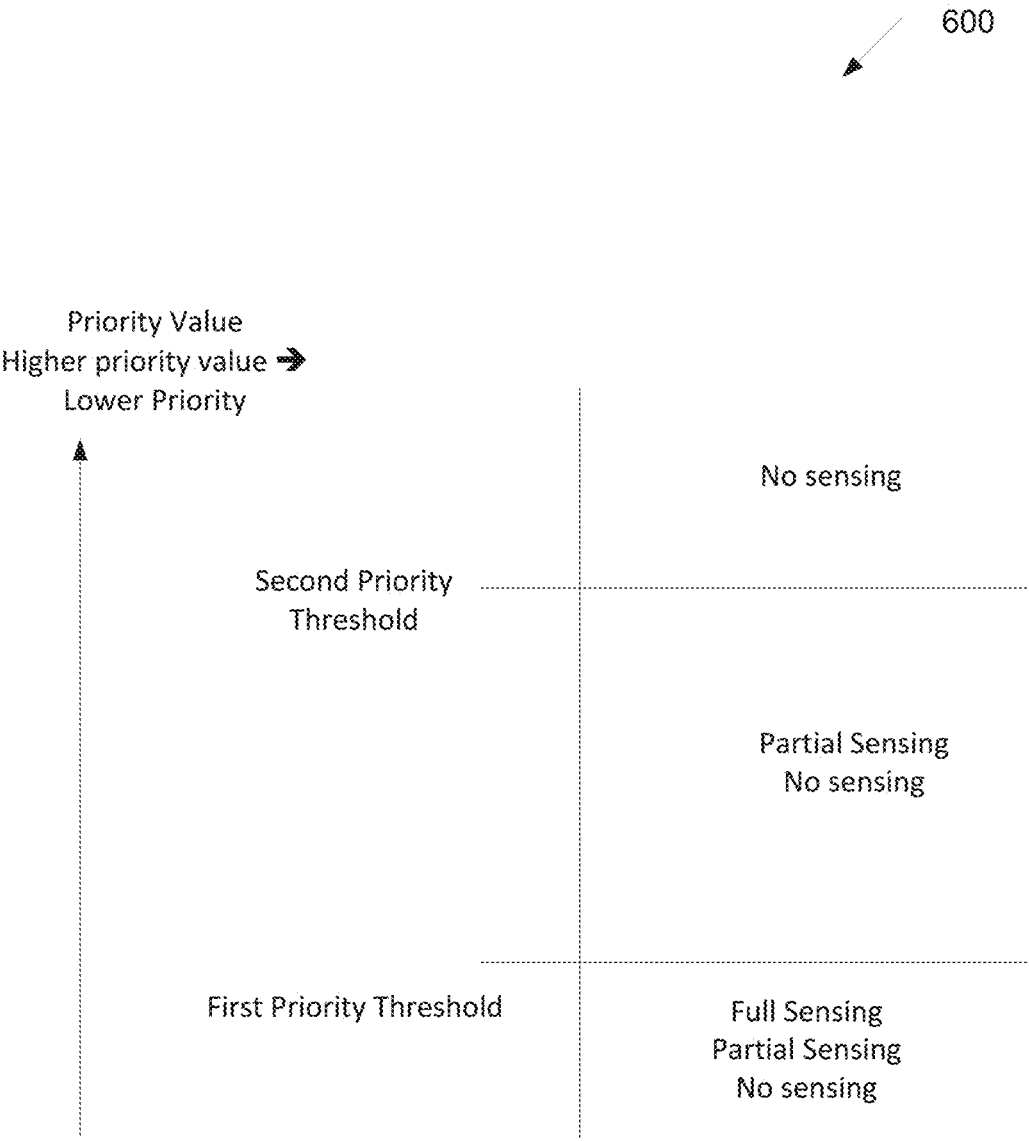 600
Priority Value
Higher priority value ➔
Lower Priority
No sensing
Second Priority
Threshold
Partial Sensing
No sensing
First Priority Threshold
Full Sensing
Partial Sensing
No sensing